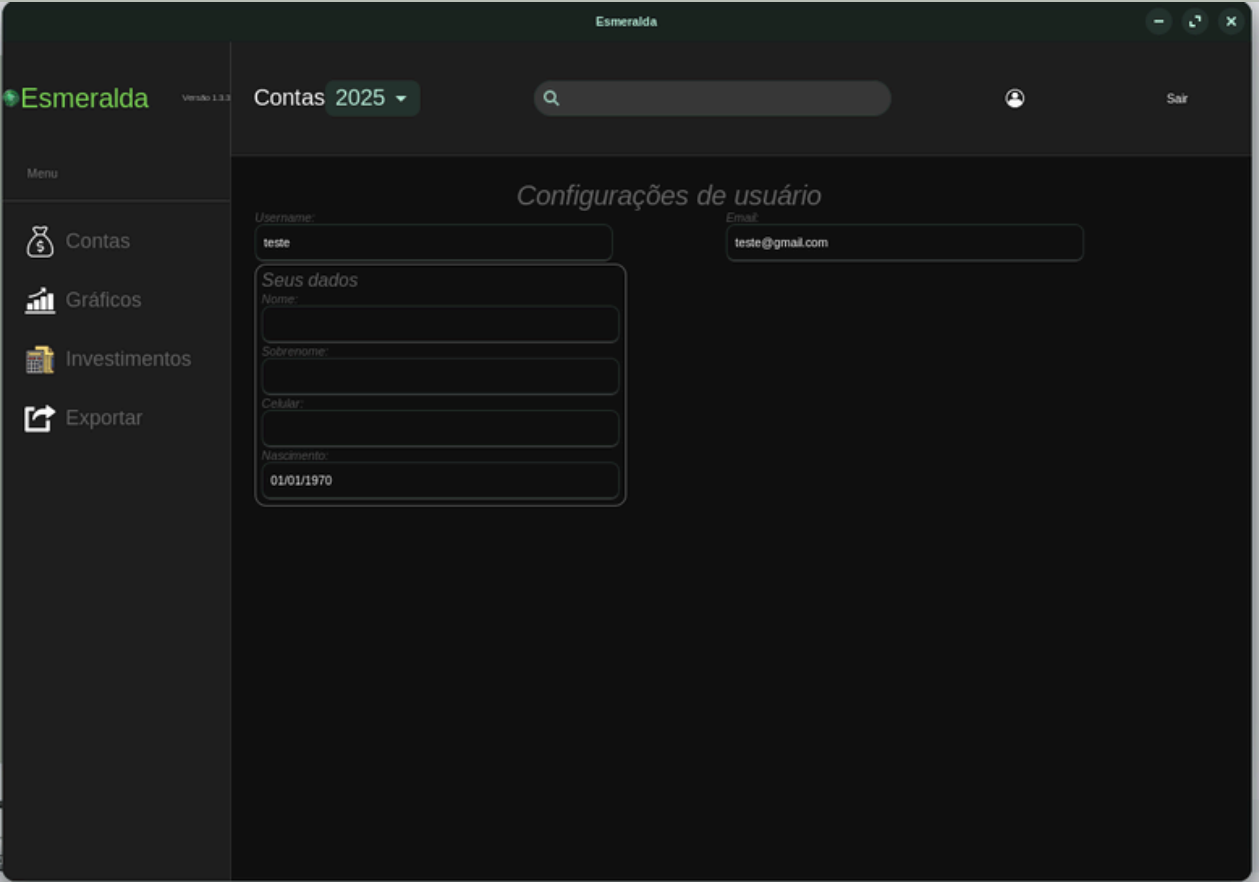 Esmeralda
Esmeralda
Versão 1.3.3
Contas 2025
Sair
Menu
Contas
Gráficos
Investimentos
Exportar
Configurações de usuário
Username:
teste
Email:
teste@gmail.com
Seus dados
Nome:
Sobrenome:
Celular:
Nascimento:
01/01/1970